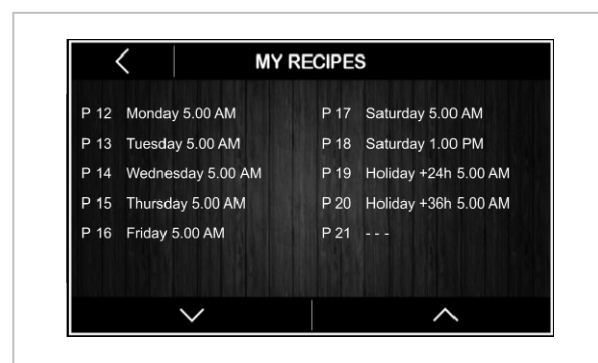 MY RECIPES
P 12 Monday 5.00 AM
P 13 Tuesday 5.00 AM
P 14 Wednesday 5.00 AM
P 15 Thursday 5.00 AM
P 16 Friday 5.00 AM
P 17 Saturday 5.00 AM
P 18 Saturday 1.00 PM
P 19 Holiday +24h 5.00 AM
P 20 Holiday +36h 5.00 AM
P 21 - - -